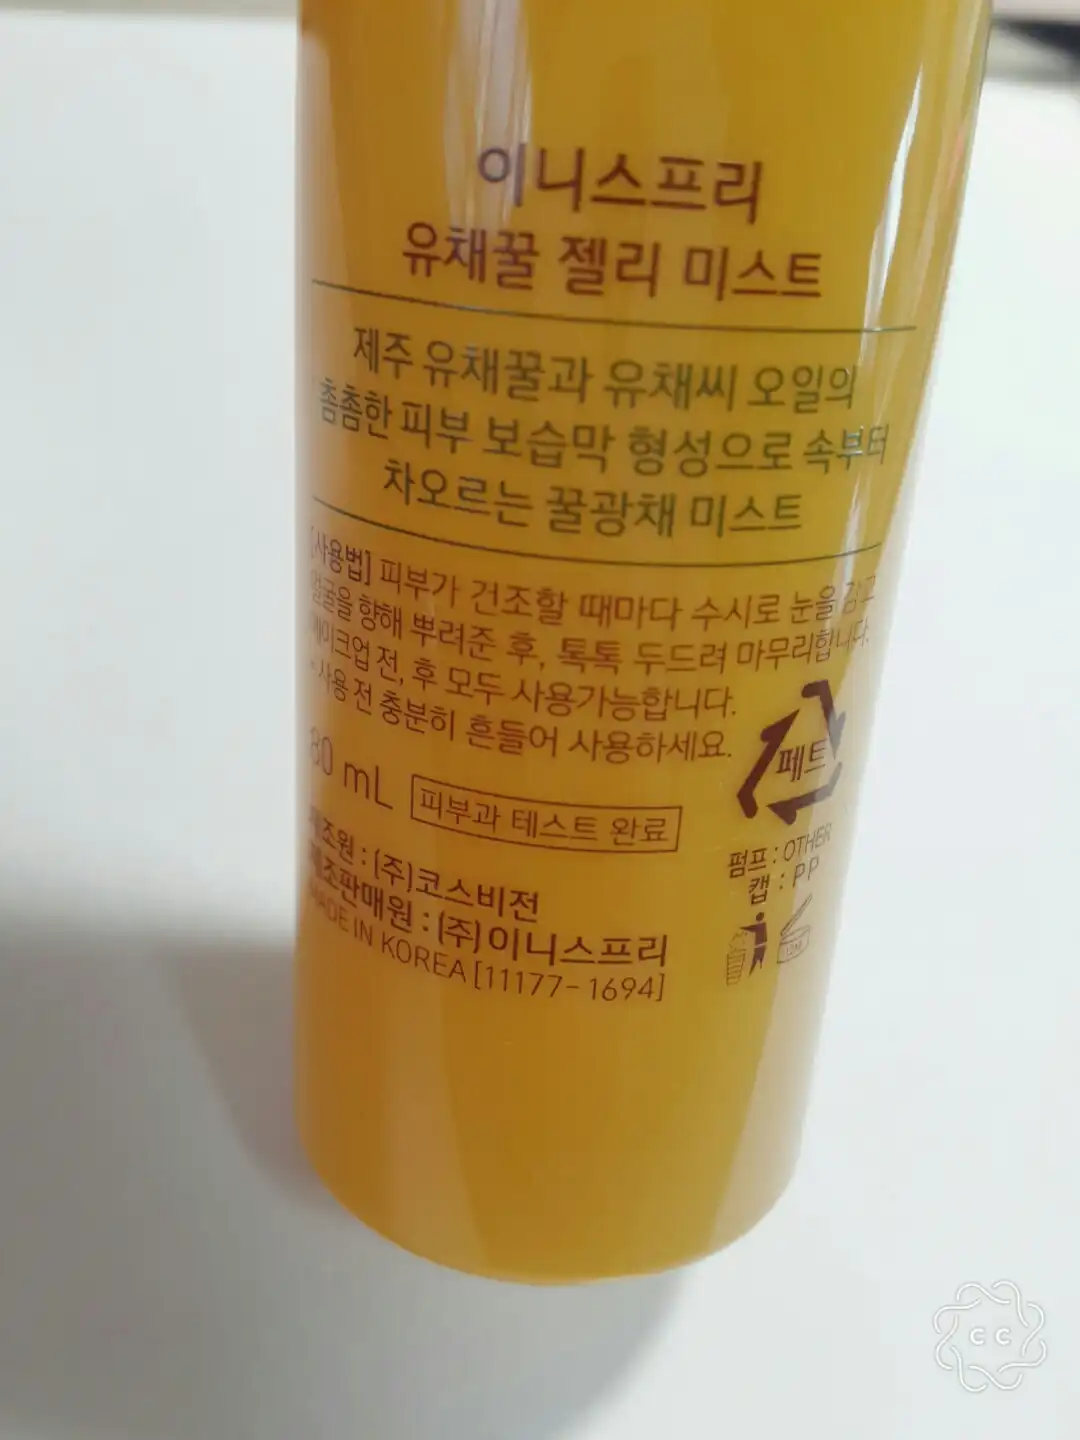 이니스프리
유채꿀 젤리 미스트
제주 유채꿀과 유채씨 오일의
촘촘한 피부 보습막 형성으로 속부터
차오르는 꿀광채 미스트
[사용법] 피부가 건조할 때마다 수시로 눈을 감고
얼굴을 향해 뿌려준 후, 톡톡 두드려 마무리합니다.
메이크업 전, 후 모두 사용가능합니다.
* 사용 전 충분히 흔들어 사용하세요.
80 mL 피부과 테스트 완료
페트
펌프 : OTHER
캡 : PP
12M
제조원 : (주)코스비전
제조판매원 : (주)이니스프리
MADE IN KOREA [11177-1694]
CC